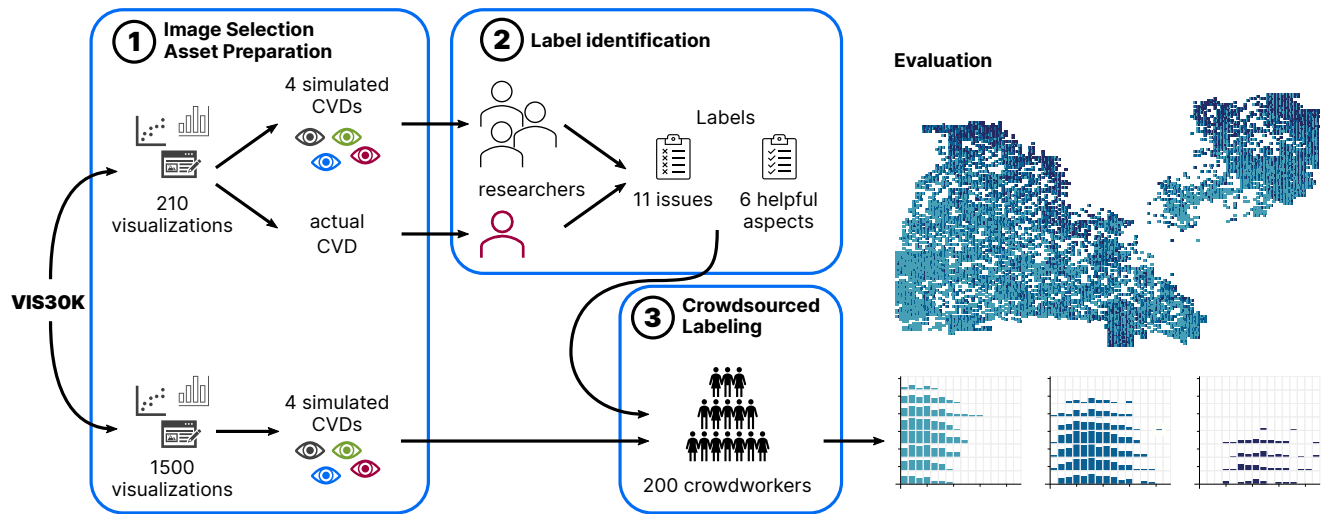 1
Image Selection
Asset Preparation
4 simulated
CVDs
210
visualizations
actual
CVD
VIS30K
1500
visualizations
4 simulated
CVDs
2
Label identification
researchers
Labels
11 issues
6 helpful
aspects
3
Crowdsourced
Labeling
200 crowdworkers
Evaluation